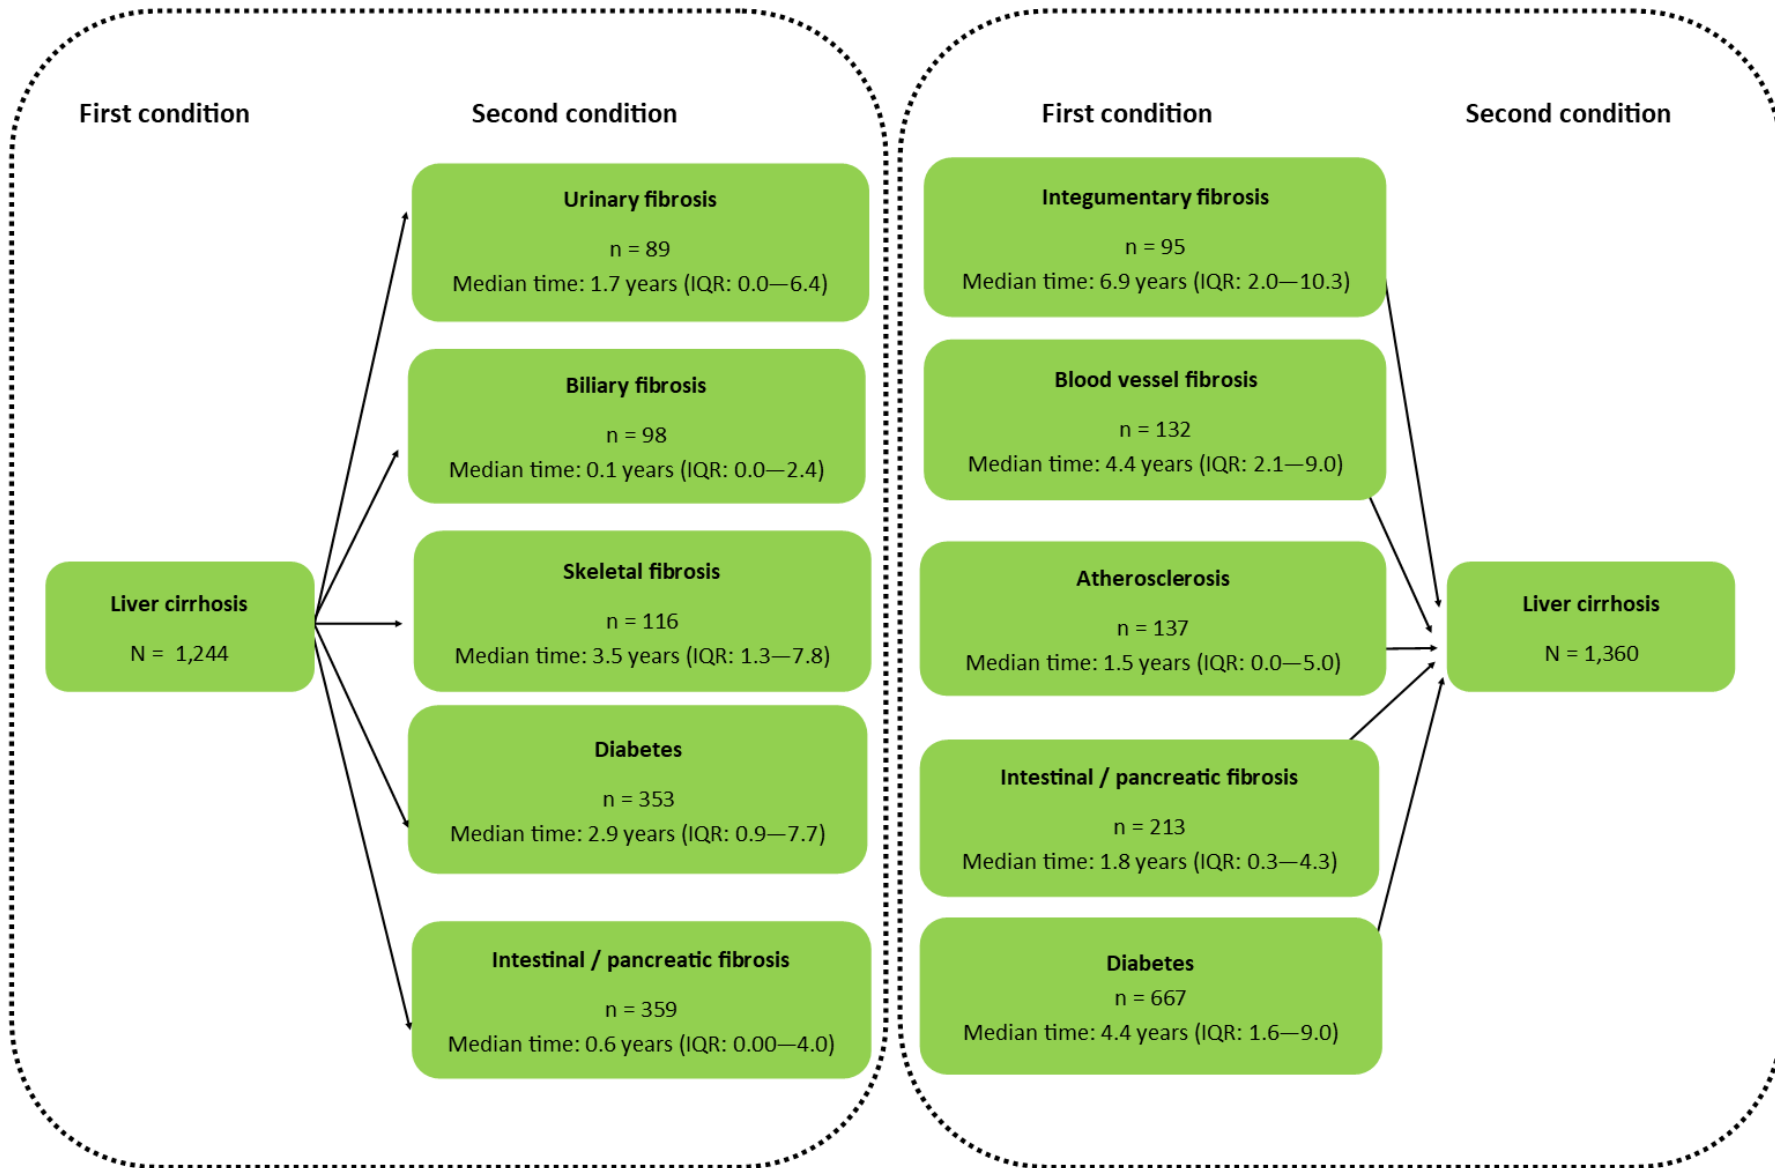 First condition
Second condition
Liver cirrhosis
N =  1,244
Urinary fibrosis
n = 89
Median time: 1.7 years (IQR: 0.0—6.4)
Biliary fibrosis
n = 98
Median time: 0.1 years (IQR: 0.0—2.4)
Skeletal fibrosis
n = 116
Median time: 3.5 years (IQR: 1.3—7.8)
Diabetes
n = 353
Median time: 2.9 years (IQR: 0.9—7.7)
Intestinal / pancreatic fibrosis
n = 359
Median time: 0.6 years (IQR: 0.00—4.0)
First condition
Second condition
Integumentary fibrosis
n = 95
Median time: 6.9 years (IQR: 2.0—10.3)
Blood vessel fibrosis
n = 132
Median time: 4.4 years (IQR: 2.1—9.0)
Atherosclerosis
n = 137
Median time: 1.5 years (IQR: 0.0—5.0)
Intestinal / pancreatic fibrosis
n = 213
Median time: 1.8 years (IQR: 0.3—4.3)
Diabetes
n = 667
Median time: 4.4 years (IQR: 1.6—9.0)
Liver cirrhosis
N = 1,360